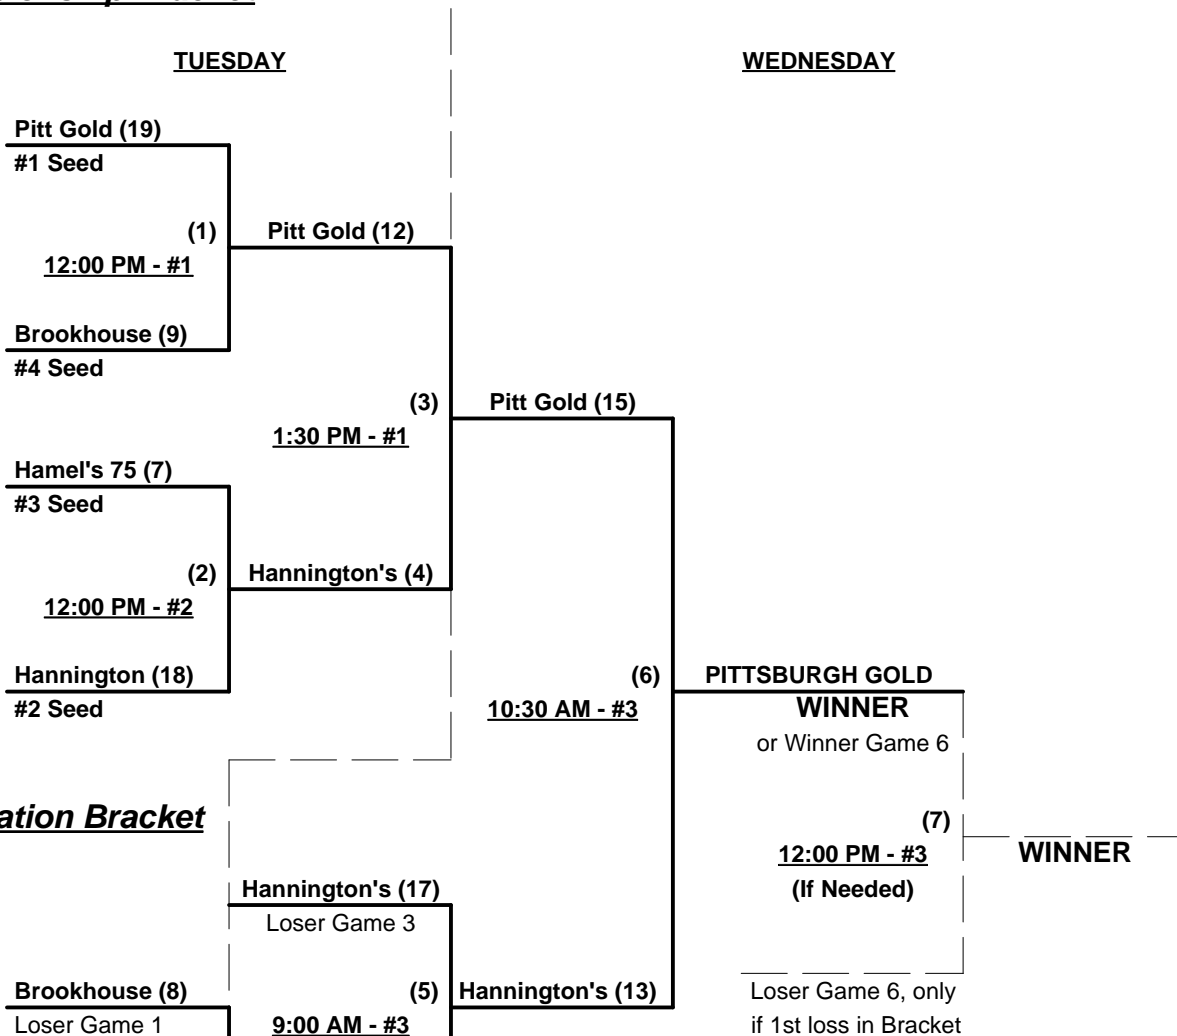 TUESDAY
WEDNESDAY
Pitt Gold (19)
#1 Seed
(1)
Pitt Gold (12)
12:00 PM - #1
Brookhouse (9)
#4 Seed
(3)
Pitt Gold (15)
1:30 PM - #1
Hamel's 75 (7)
#3 Seed
(2)
Hannington's (4)
12:00 PM - #2
Hannington (18)
#2 Seed
(6)
PITTSBURGH GOLD
10:30 AM - #3
WINNER
or Winner Game 6
ation Bracket
(7)
12:00 PM - #3
WINNER
(If Needed)
Hannington's (17)
Loser Game 3
Brookhouse (8)
(5)
Hannington's (13)
Loser Game 6, only
Loser Game 1
9:00 AM - #3
if 1st loss in Bracket